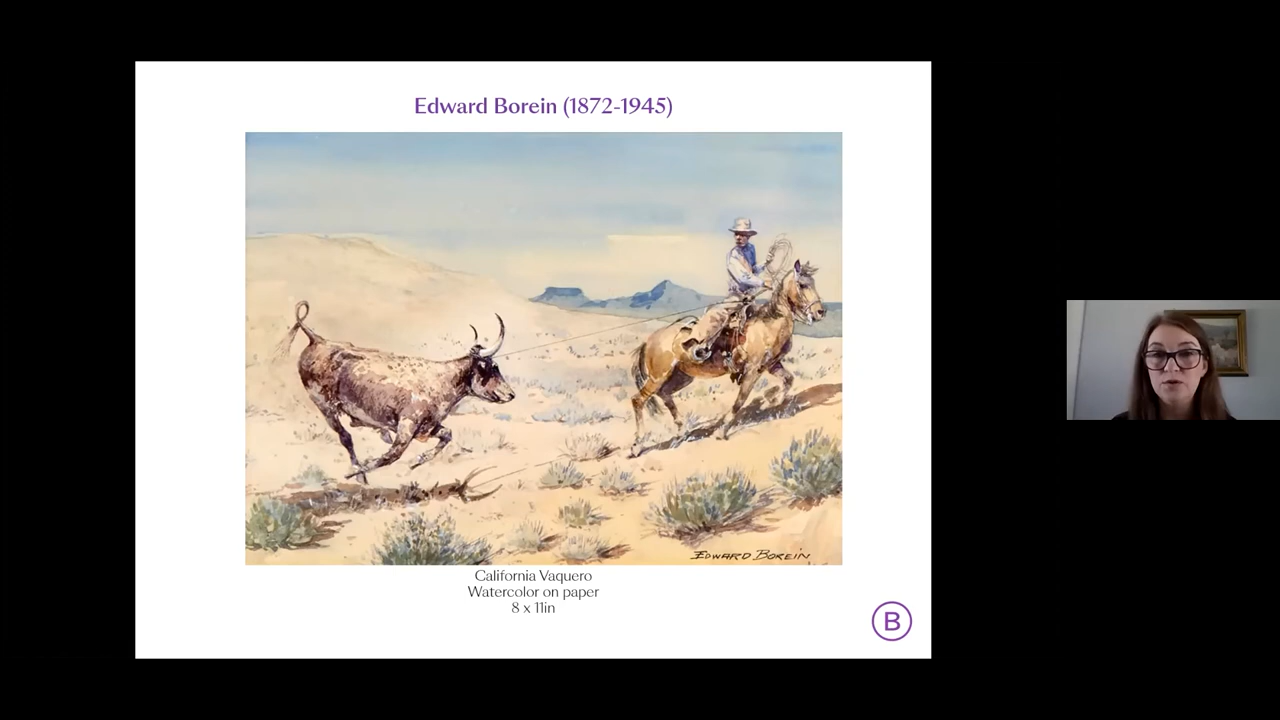 Edward Borein (1872-1945)
EDWARD BOREIN
California Vaquero
Watercolor on paper
8 x 11in
B